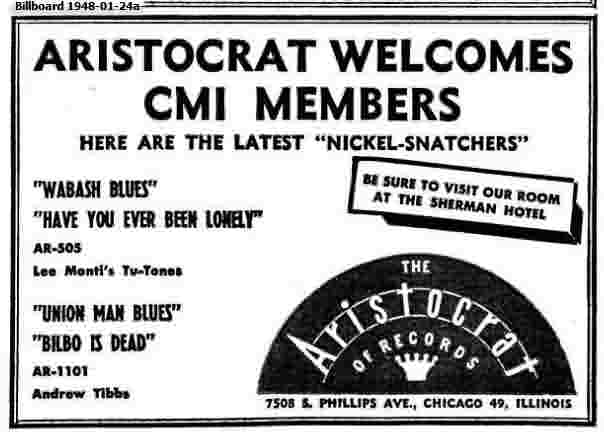 Billboard 1948-01-24a
ARISTOCRAT WELCOMES
CMI MEMBERS
HERE ARE THE LATEST "NICKEL-SNATCHERS"
"WABASH BLUES"
"HAVE YOU EVER BEEN LONELY"
AR-505
Lee Monti's Tu-Tones
"UNION MAN BLUES"
"BILBO IS DEAD"
AR-1101
Andrew Tibbs
BE SURE TO VISIT OUR ROOM
AT THE SHERMAN HOTEL
THE
Aristocrat
OF RECORDS
7508 S. PHILLIPS AVE., CHICAGO 49, ILLINOIS